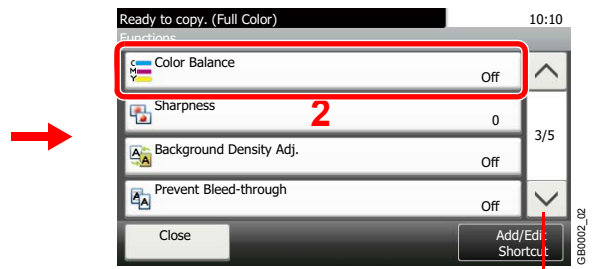 Ready to copy. (Full Color) 10:10
Functions
C
M
Y
Color Balance
Off
Sharpness
0
2
3/5
A
A
Background Density Adj.
Off
A
A
Prevent Bleed-through
Off
Close
Add/Edit
Shortcut
GB0002_02